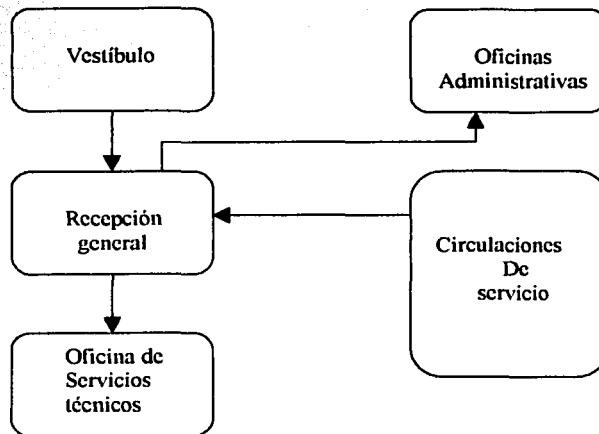 Vestíbulo
Oficinas
Administrativas
Recepción
general
Circulaciones
De
servicio
Oficina de
Servicios
técnicos